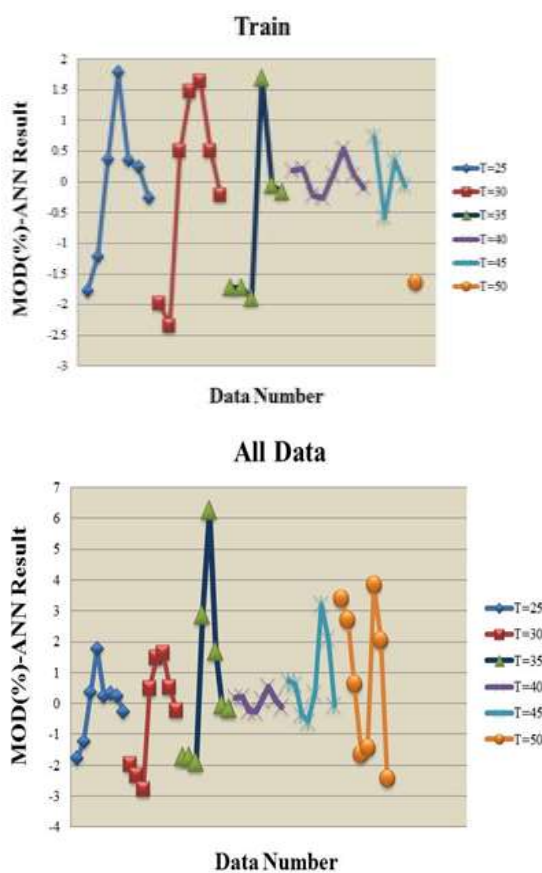 Train
MOD(%)-ANN Result
2
1.5
1
0.5
0
-0.5
-1
-1.5
-2
-2.5
-3
T=25
T=30
T=35
T=40
T=45
T=50
Data Number
All Data
MOD(%)-ANN Result
7
6
5
4
3
2
1
0
-1
-2
-3
-4
T=25
T=30
T=35
T=40
T=45
T=50
Data Number